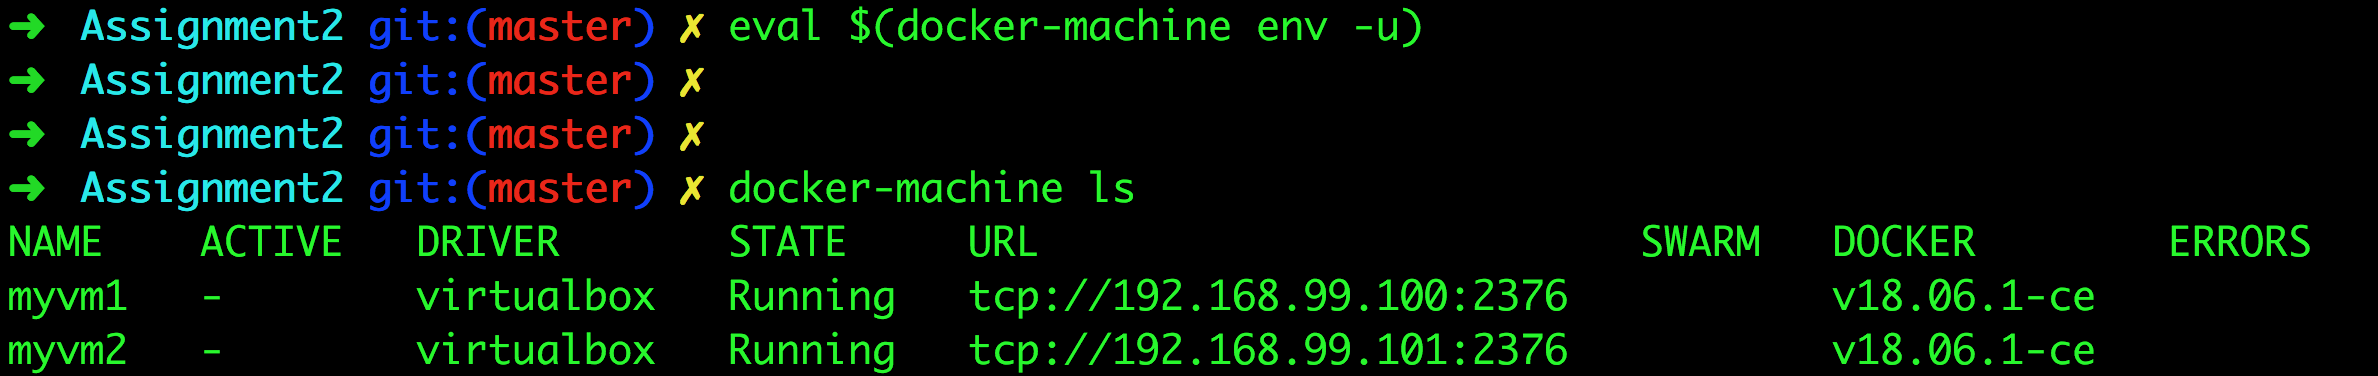 ➜ Assignment2 git:(master) ✗ eval $(docker-machine env -u)
➜ Assignment2 git:(master) ✗
➜ Assignment2 git:(master) ✗
➜ Assignment2 git:(master) ✗ docker-machine ls
NAME ACTIVE DRIVER STATE URL SWARM DOCKER ERRORS
myvm1 - virtualbox Running tcp://192.168.99.100:2376 v18.06.1-ce
myvm2 - virtualbox Running tcp://192.168.99.101:2376 v18.06.1-ce